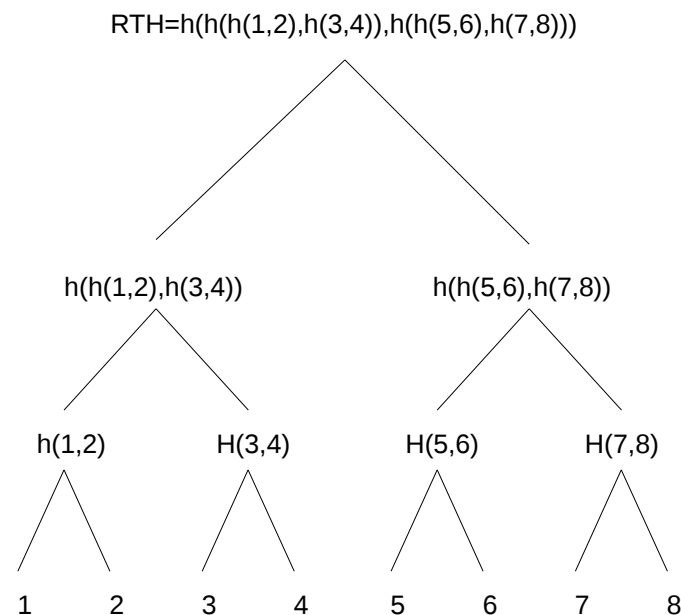 RTH=h(h(h(1,2),h(3,4)),h(h(5,6),h(7,8)))
h(h(1,2),h(3,4)) h(h(5,6),h(7,8))
h(1,2) H(3,4) H(5,6) H(7,8)
1 2 3 4 5 6 7 8